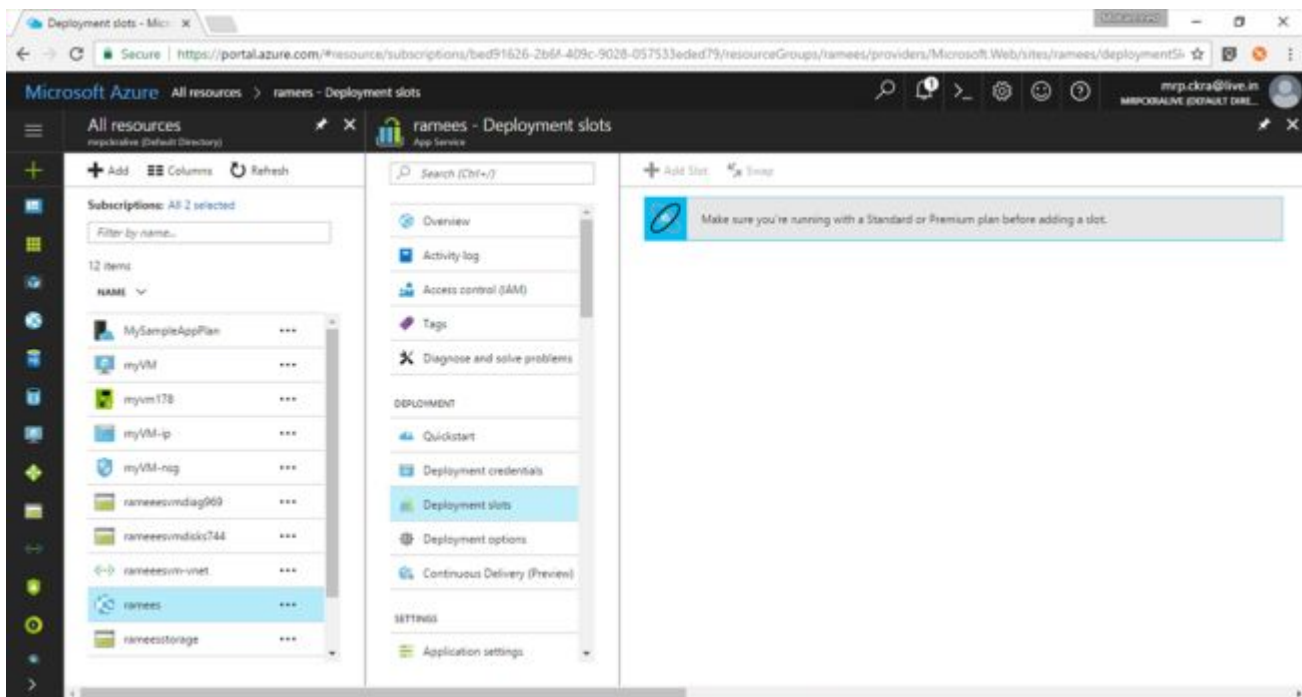 Deployment slots - Micr
Secure | https://portal.azure.com/#resource/subscriptions/bed91626-2b6f-409c-9028-057533eded79/resourceGroups/ramees/providers/Microsoft.Web/sites/ramees/deploymentSl
Microsoft Azure All resources > ramees - Deployment slots
1
mrp.ckra@live.in
All resources
ramees - Deployment slots
App Service
Add Columns Refresh
Subscriptions: All 2 selected
Filter by name...
12 items
NAME
MySampleAppPlan
myVM
myvm178
myVM-ip
myVM-nsg
rameeesvmdiag969
rameeesvmdisks744
rameeesvm-vnet
ramees
rameesstorage
Search (Ctrl+/)
Overview
Activity log
Access control (IAM)
Tags
Diagnose and solve problems
DEPLOYMENT
Quickstart
Deployment credentials
Deployment slots
Deployment options
Continuous Delivery (Preview)
SETTINGS
Application settings
Add Slot Swap
Make sure you're running with a Standard or Premium plan before adding a slot.